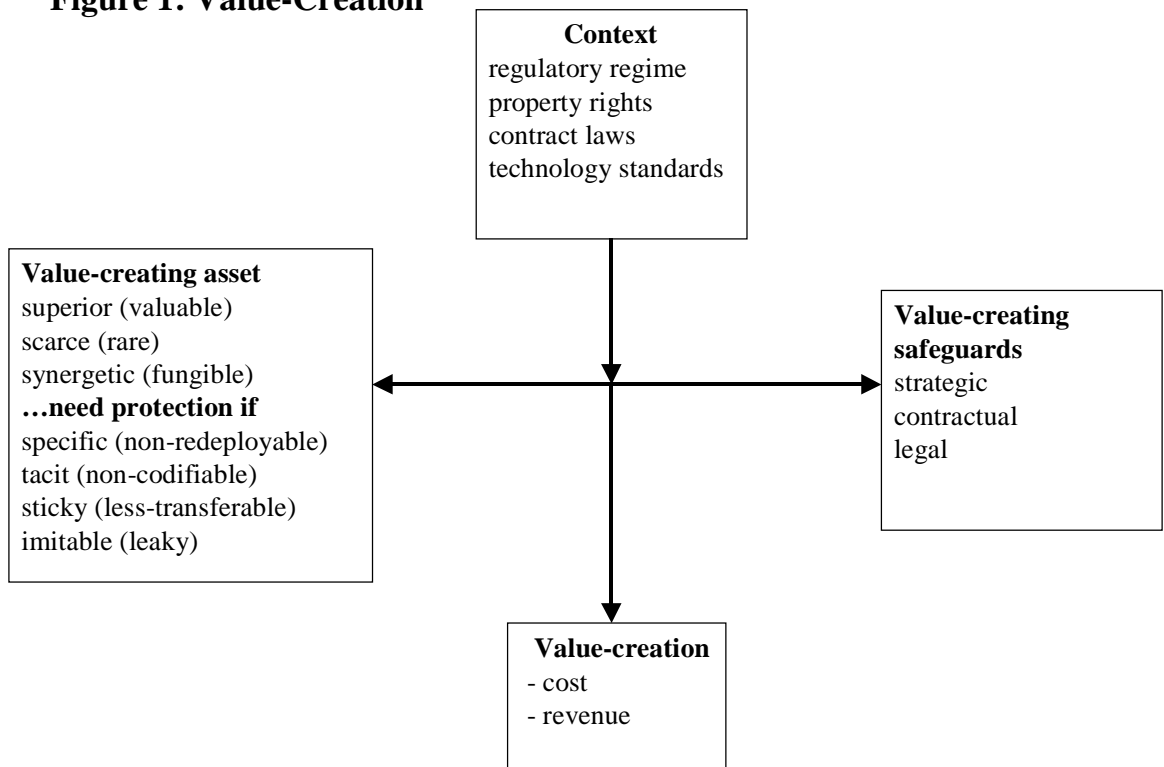 Figure 1: Value-Creation
Context
regulatory regime
property rights
contract laws
technology standards
Value-creating asset
superior (valuable)
scarce (rare)
synergetic (fungible)
…need protection if
specific (non-redeployable)
tacit (non-codifiable)
sticky (less-transferable)
imitable (leaky)
Value-creating
safeguards
strategic
contractual
legal
Value-creation
- cost
- revenue